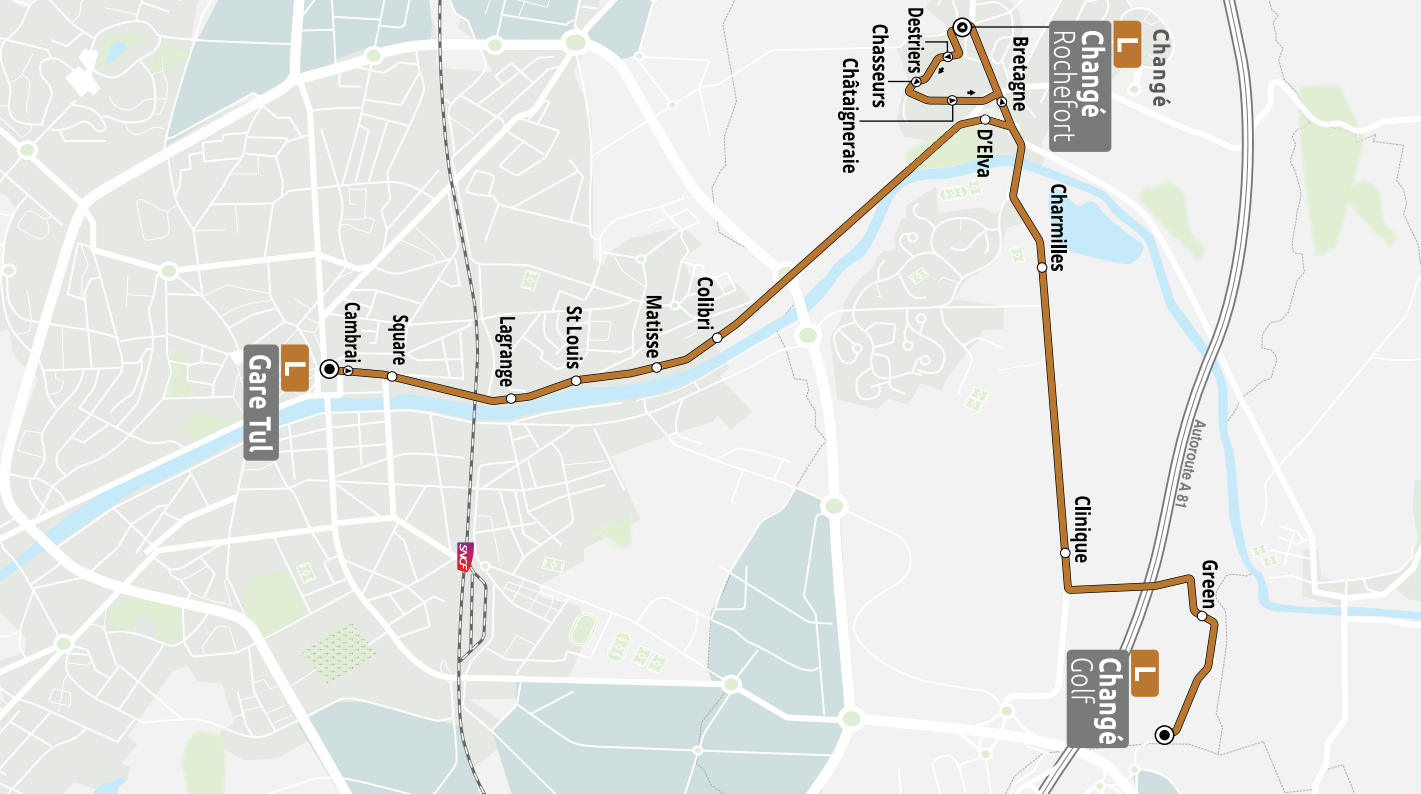 Changé
L
Changé
Rochefort
Bretagne
Destriers
Chasseurs
Châtaigneraie
D'Elva
Charmilles
Colibri
Matisse
St Louis
Lagrange
Square
Cambrai
L
Gare Tul
Autoroute A 81
Clinique
Green
SNCF
L
Changé
Golf